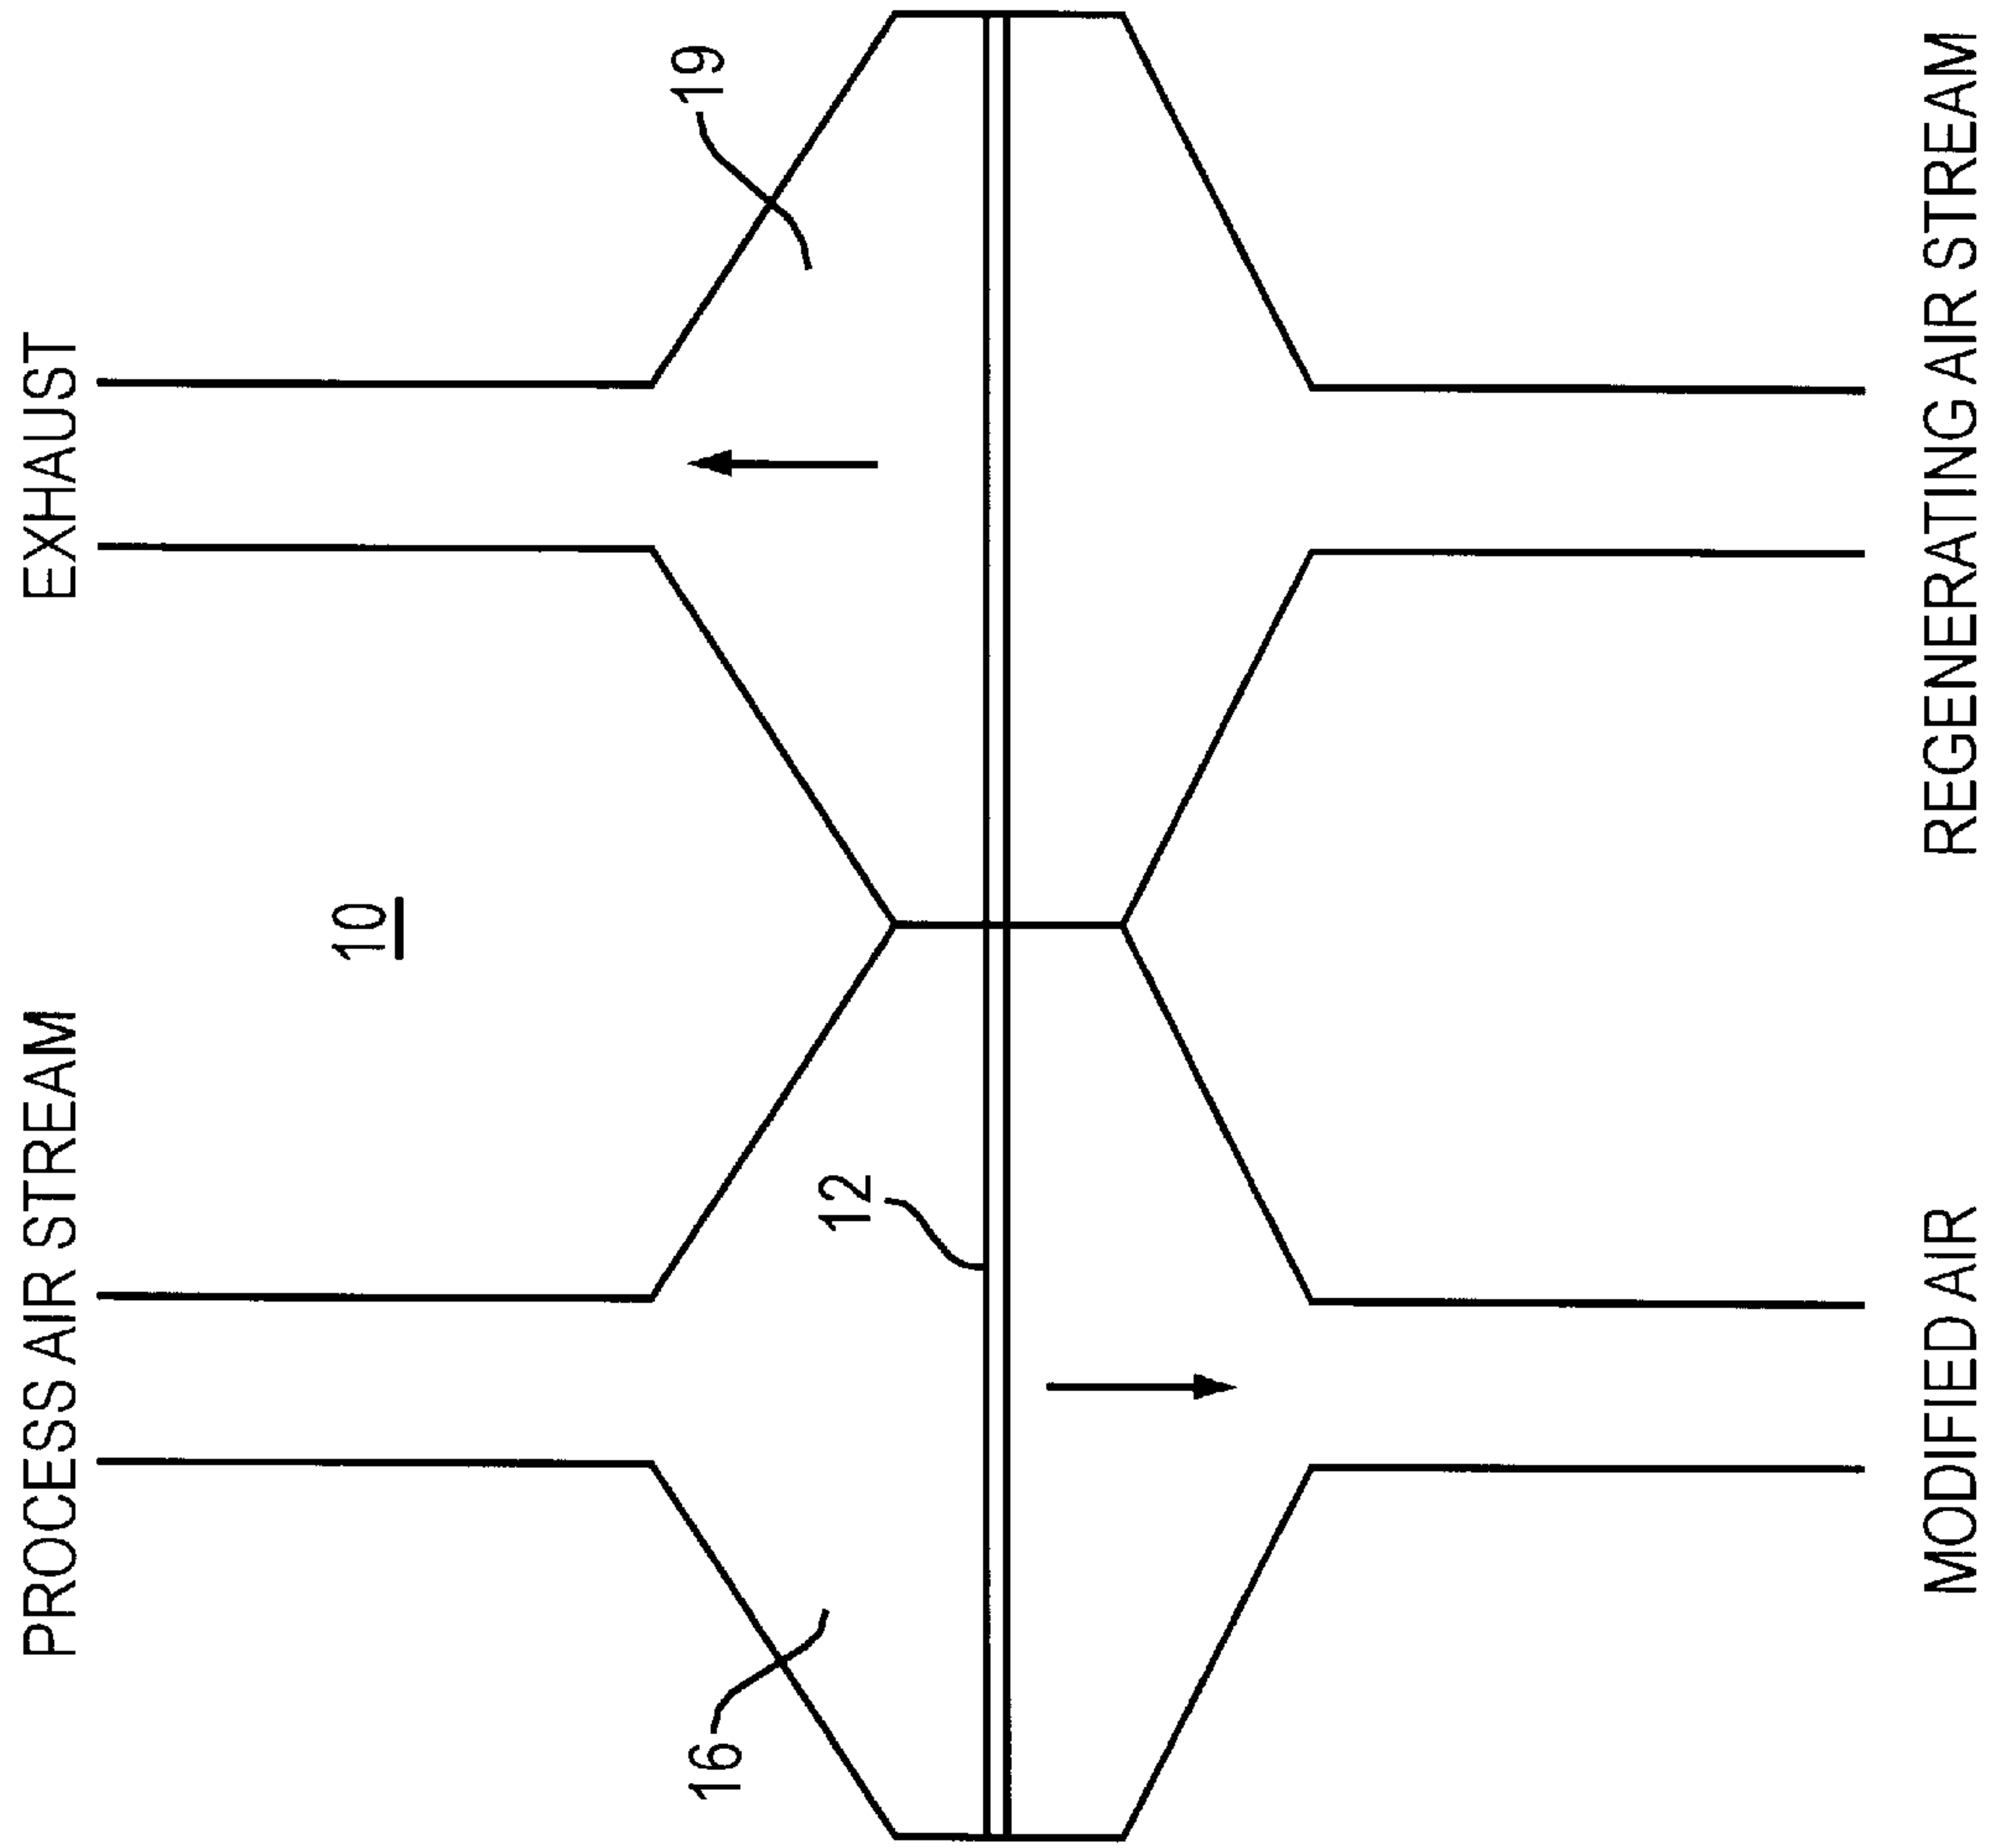 PROCESS AIR STREAM
EXHAUST
10
16
19
12
MODIFIED AIR
REGENERATING AIR STREAM